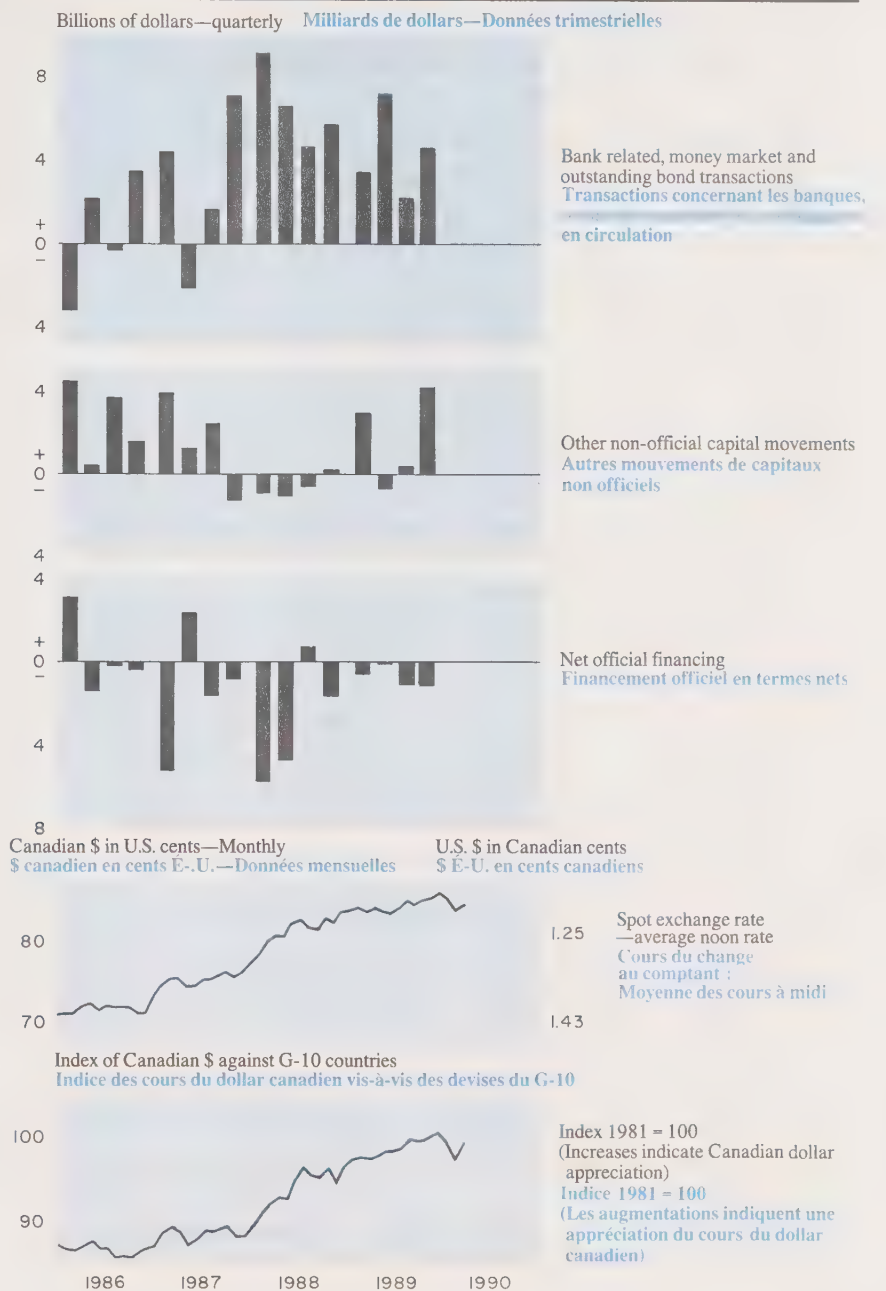 Billions of dollars—quarterly Milliards de dollars—Données trimestrielles
8
4
+
0
−
4
Bank related, money market and
outstanding bond transactions
Transactions concernant les banques,
en circulation
4
+
0
−
4
Other non-official capital movements
Autres mouvements de capitaux
non officiels
4
+
0
−
4
8
Net official financing
Financement officiel en termes nets
Canadian $ in U.S. cents—Monthly
$ canadien en cents É-.U.—Données mensuelles
U.S. $ in Canadian cents
$ É-U. en cents canadiens
80
70
1.25
1.43
Spot exchange rate
—average noon rate
Cours du change
au comptant :
Moyenne des cours à midi
Index of Canadian $ against G-10 countries
Indice des cours du dollar canadien vis-à-vis des devises du G-10
100
90
Index 1981 = 100
(Increases indicate Canadian dollar
appreciation)
Indice 1981 = 100
(Les augmentations indiquent une
appréciation du cours du dollar
canadien)
1986 1987 1988 1989 1990